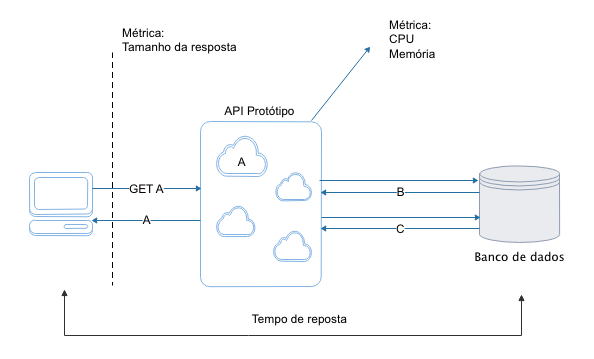 Métrica:
Tamanho da resposta
Métrica:
CPU
Memória
API Protótipo
A
GET A
A
B
C
Banco de dados
Tempo de reposta